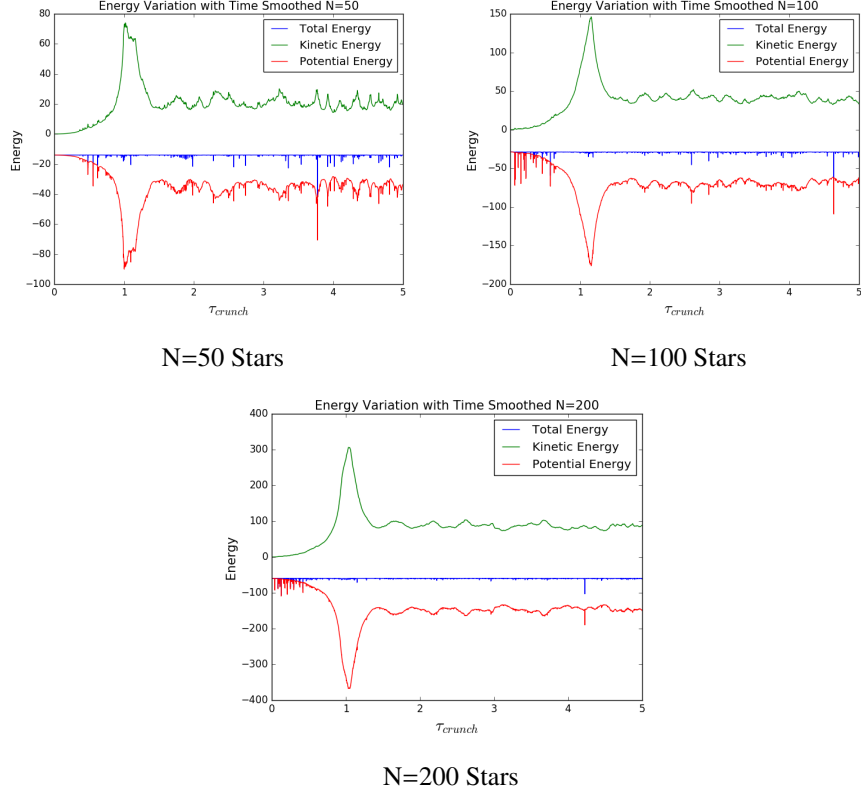 Energy Variation with Time Smoothed N=50
80
60
40
20
0
−20
−40
−60
−80
−100
Energy
Total Energy
Kinetic Energy
Potential Energy
0 1 2 3 4 5
τcrunch
N=50 Stars
Energy Variation with Time Smoothed N=100
150
100
50
0
−50
−100
−150
−200
Energy
Total Energy
Kinetic Energy
Potential Energy
0 1 2 3 4 5
τcrunch
N=100 Stars
Energy Variation with Time Smoothed N=200
400
300
200
100
0
−100
−200
−300
−400
Energy
Total Energy
Kinetic Energy
Potential Energy
0 1 2 3 4 5
τcrunch
N=200 Stars